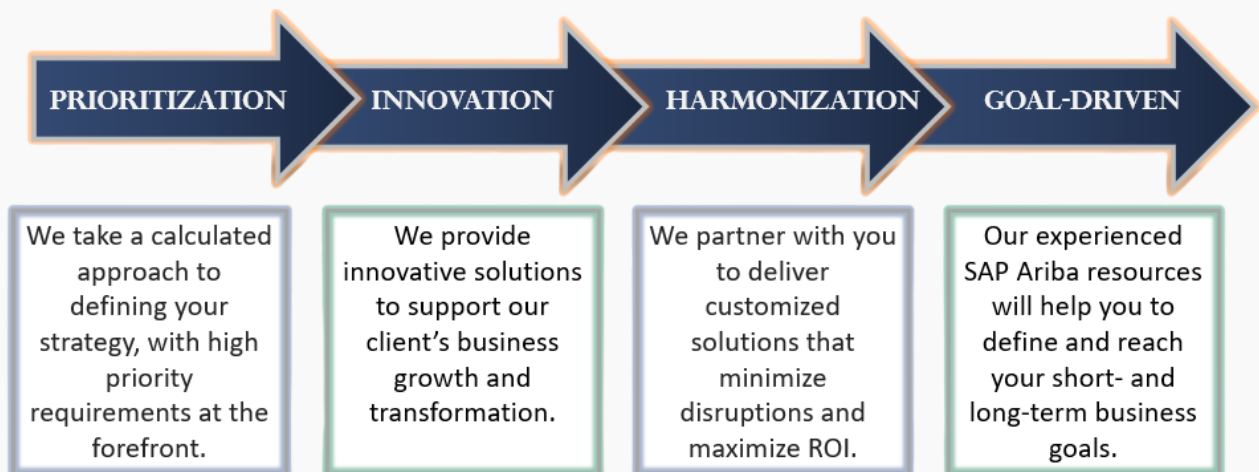 PRIORITIZATION
INNOVATION
HARMONIZATION
GOAL-DRIVEN
We take a calculated
approach to
defining your
strategy, with high
priority
requirements at the
forefront.
We provide
innovative solutions
to support our
client’s business
growth and
transformation.
We partner with you
to deliver
customized
solutions that
minimize
disruptions and
maximize ROI.
Our experienced
SAP Ariba resources
will help you to
define and reach
your short- and
long-term business
goals.